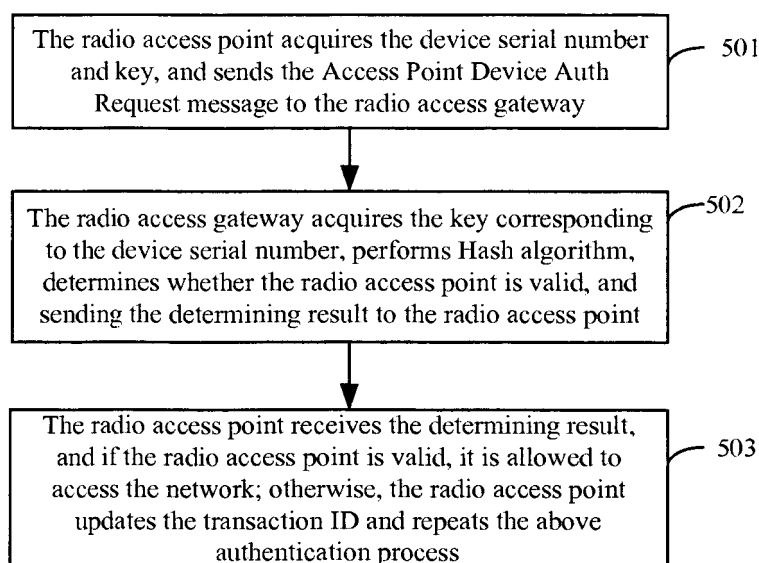 The radio access point acquires the device serial number
and key, and sends the Access Point Device Auth
Request message to the radio access gateway
501
The radio access gateway acquires the key corresponding
to the device serial number, performs Hash algorithm,
determines whether the radio access point is valid, and
sending the determining result to the radio access point
502
The radio access point receives the determining result,
and if the radio access point is valid, it is allowed to
access the network; otherwise, the radio access point
updates the transaction ID and repeats the above
authentication process
503